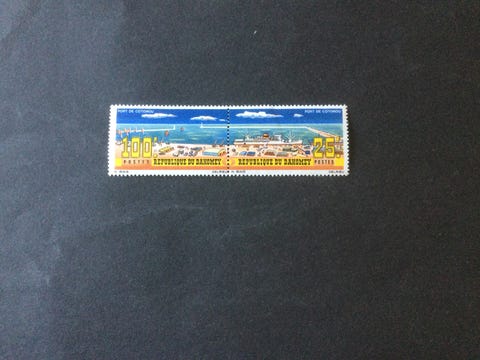 PORT DE COTONOU
100F
POSTES
REPUBLIQUE DU DAHOMEY
PORT DE COTONOU
REPUBLIQUE DU DAHOMEY
25F
POSTES